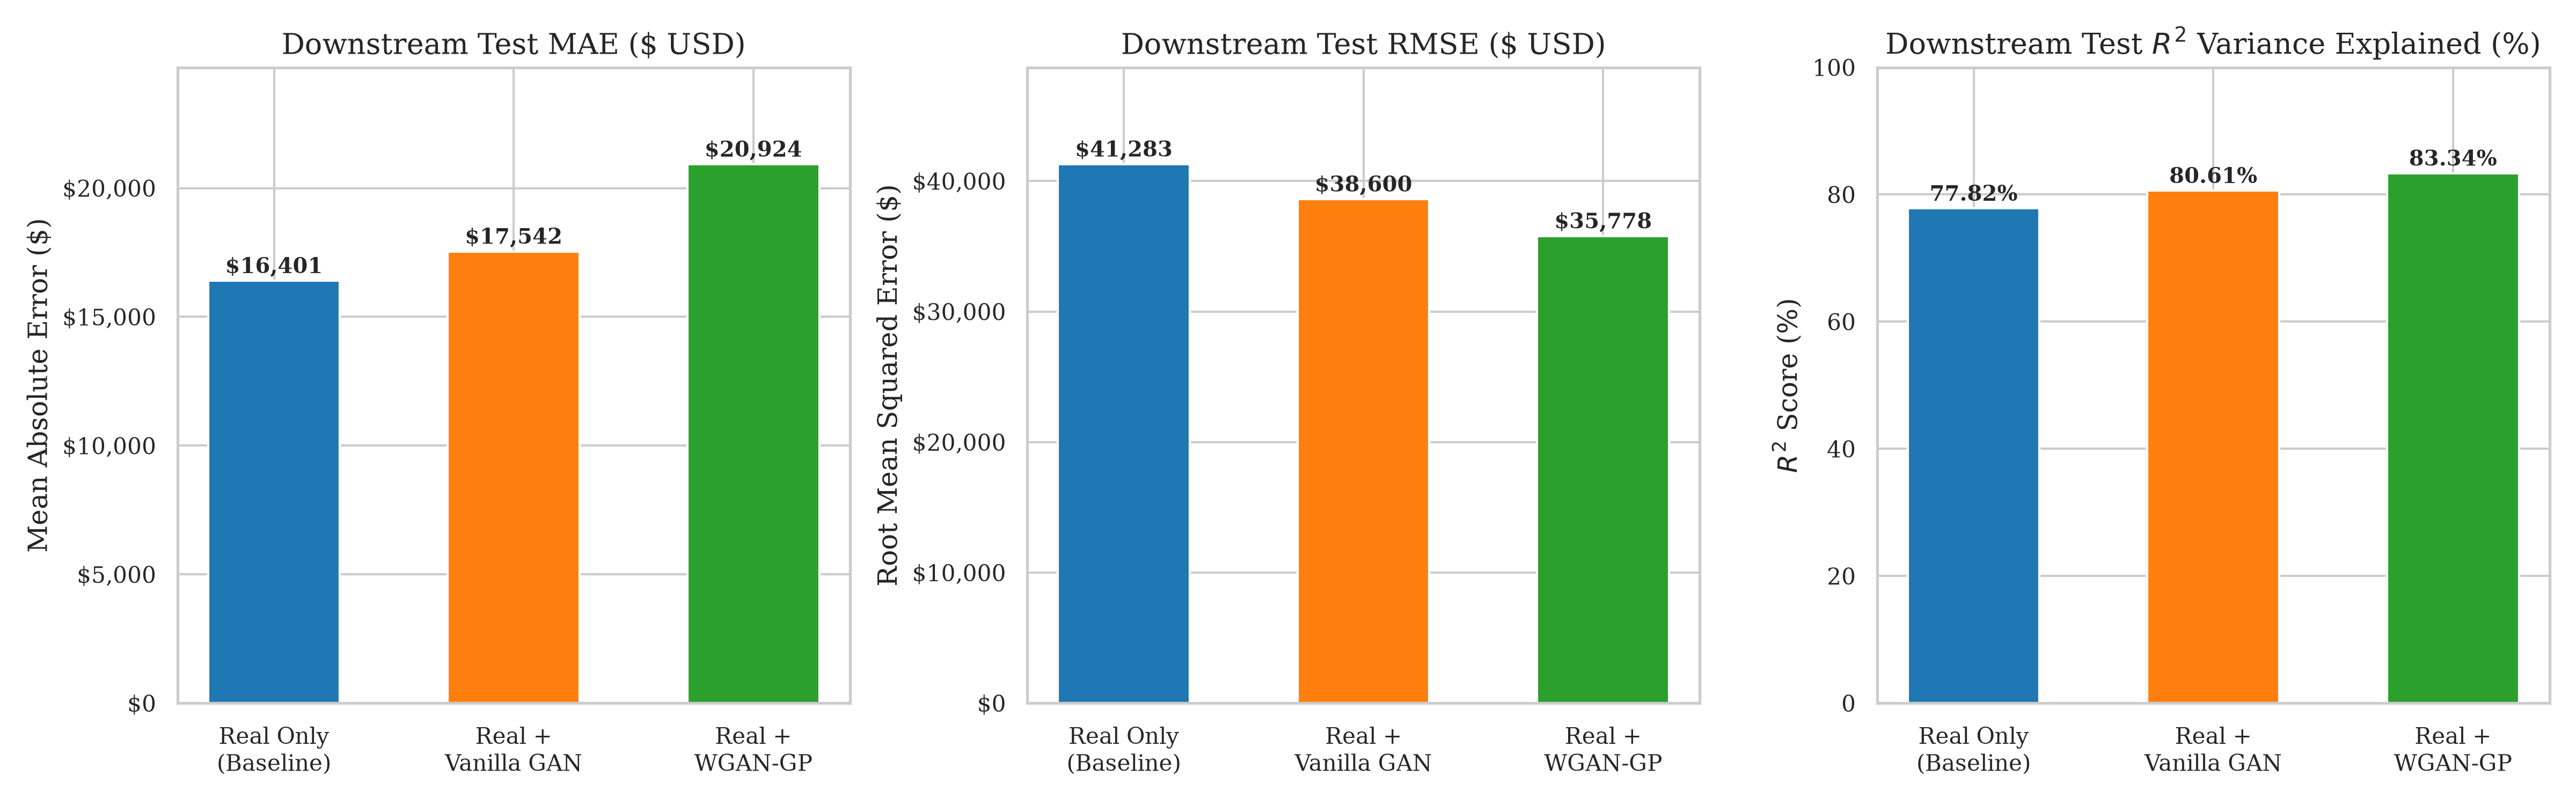 Downstream Test MAE ($ USD)
Mean Absolute Error ($)
$20,000
$15,000
$10,000
$5,000
$0
$16,401
$17,542
$20,924
Real Only
(Baseline)
Real +
Vanilla GAN
Real +
WGAN-GP
Downstream Test RMSE ($ USD)
Root Mean Squared Error ($)
$40,000
$30,000
$20,000
$10,000
$0
$41,283
$38,600
$35,778
Real Only
(Baseline)
Real +
Vanilla GAN
Real +
WGAN-GP
Downstream Test R² Variance Explained (%)
R² Score (%)
100
80
60
40
20
0
77.82%
80.61%
83.34%
Real Only
(Baseline)
Real +
Vanilla GAN
Real +
WGAN-GP